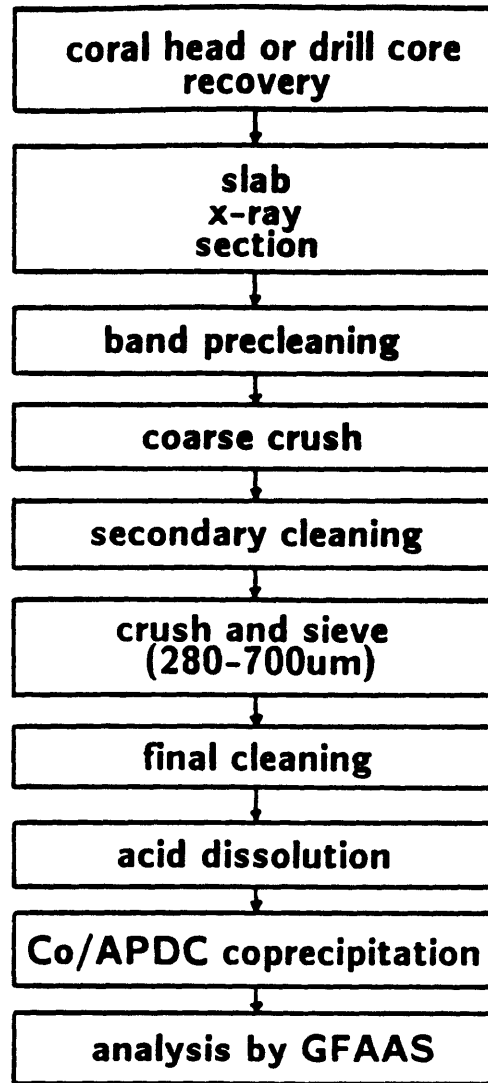 coral head or drill core
recovery
slab
x-ray
section
band precleaning
coarse crush
secondary cleaning
crush and sieve
(280-700um)
final cleaning
acid dissolution
Co/APDC coprecipitation
analysis by GFAAS